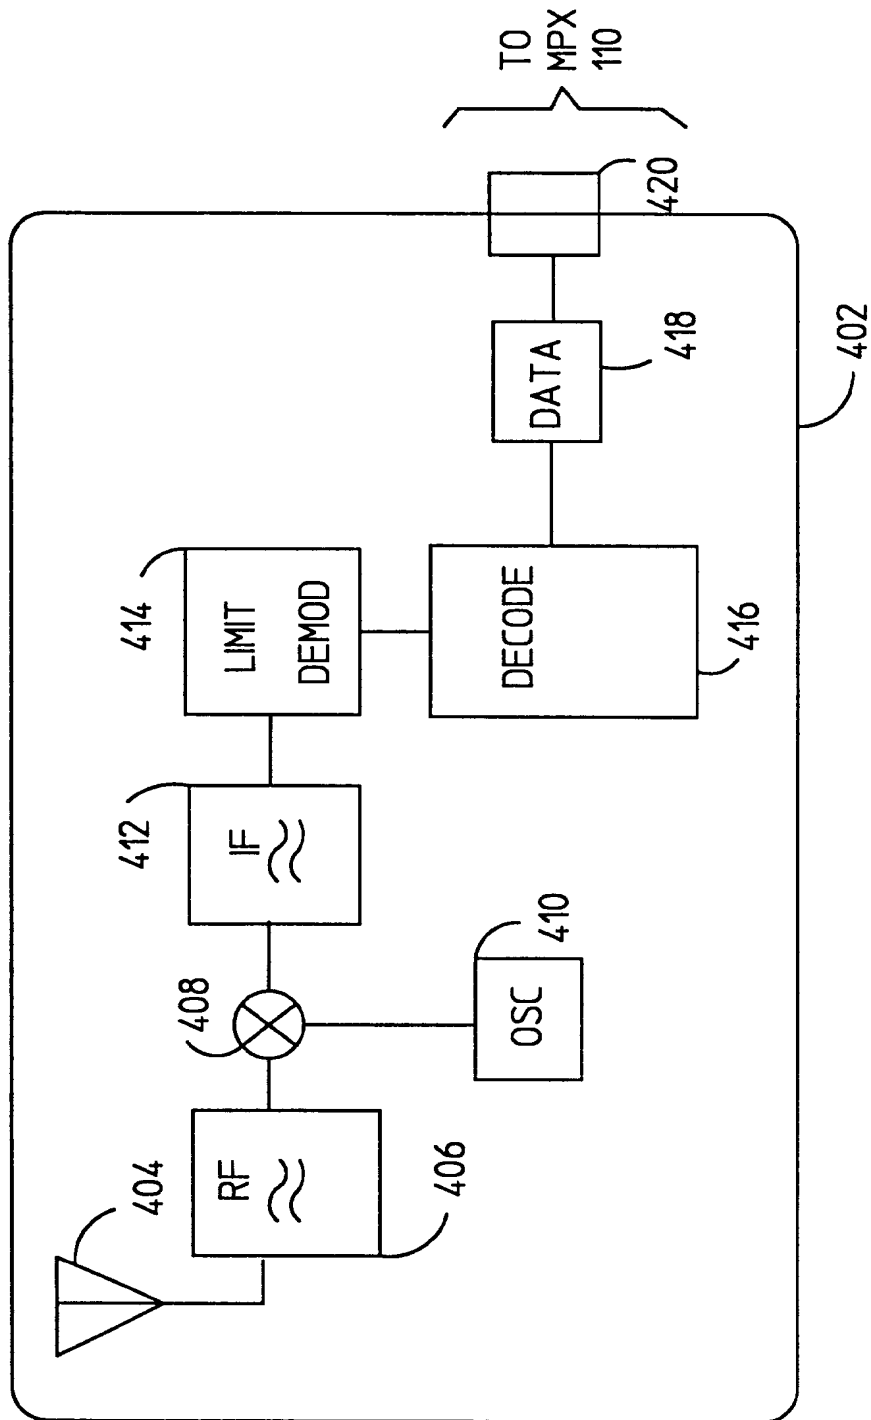 404
RF
406
408
OSC
410
412
IF
414
LIMIT
DEMOD
DECODE
416
DATA
418
420
402
TO
MPX
110